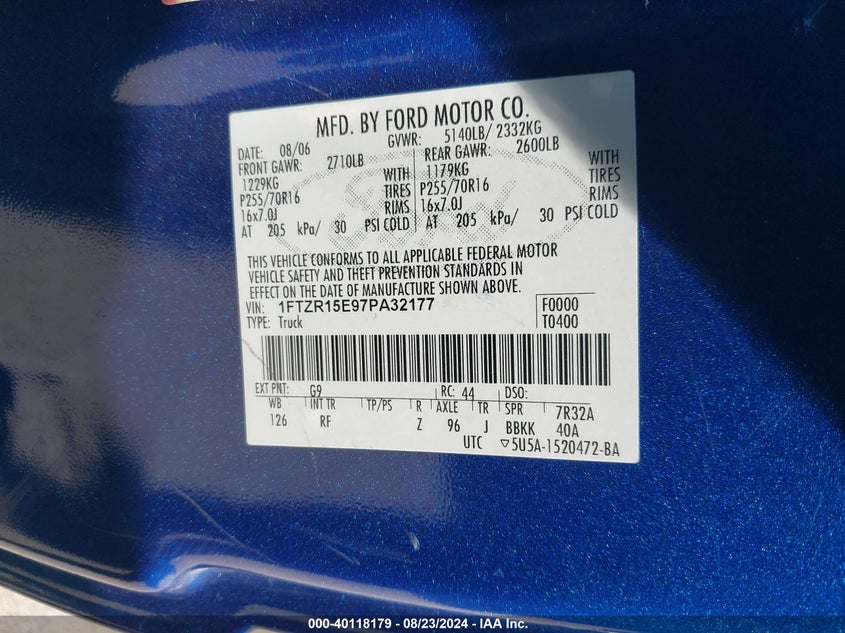 MFD. BY FORD MOTOR CO.
DATE: 08/06 GVWR: 5140LB/ 2332KG
FRONT GAWR: 2710LB REAR GAWR: 2600LB
1229KG WITH 1179KG WITH
P255/70R16 TIRES P255/70R16 TIRES
16x7.0J RIMS 16x7.0J RIMS
AT 205 kPa/ 30 PSI COLD AT 205 kPa/ 30 PSI COLD
THIS VEHICLE CONFORMS TO ALL APPLICABLE FEDERAL MOTOR
VEHICLE SAFETY AND THEFT PREVENTION STANDARDS IN
EFFECT ON THE DATE OF MANUFACTURE SHOWN ABOVE.
VIN: 1FTZR15E97PA32177 F0000
TYPE: Truck T0400
EXT PNT: G9 RC: 44 DSO:
WB INT TR TP/PS R AXLE TR SPR 7R32A
126 RF Z 96 J BBKK 40A
UTC ▽5U5A-1520472-BA
Ford
000-40118179 - 08/23/2024 - IAA Inc.